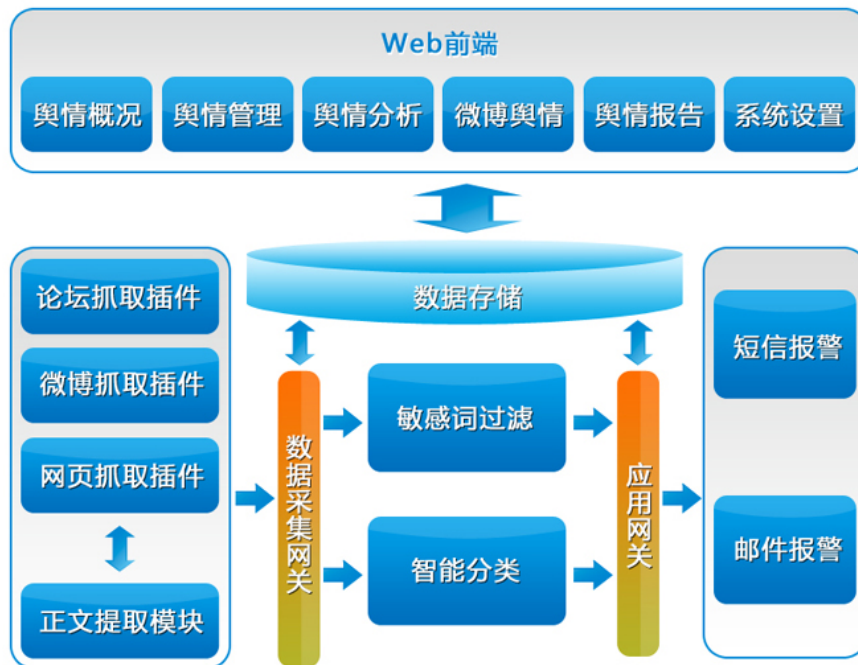 Web前端
舆情概况
舆情管理
舆情分析
微博舆情
舆情报告
系统设置
数据存储
论坛抓取插件
微博抓取插件
网页抓取插件
正文提取模块
数据采集网关
敏感词过滤
智能分类
应用网关
短信报警
邮件报警